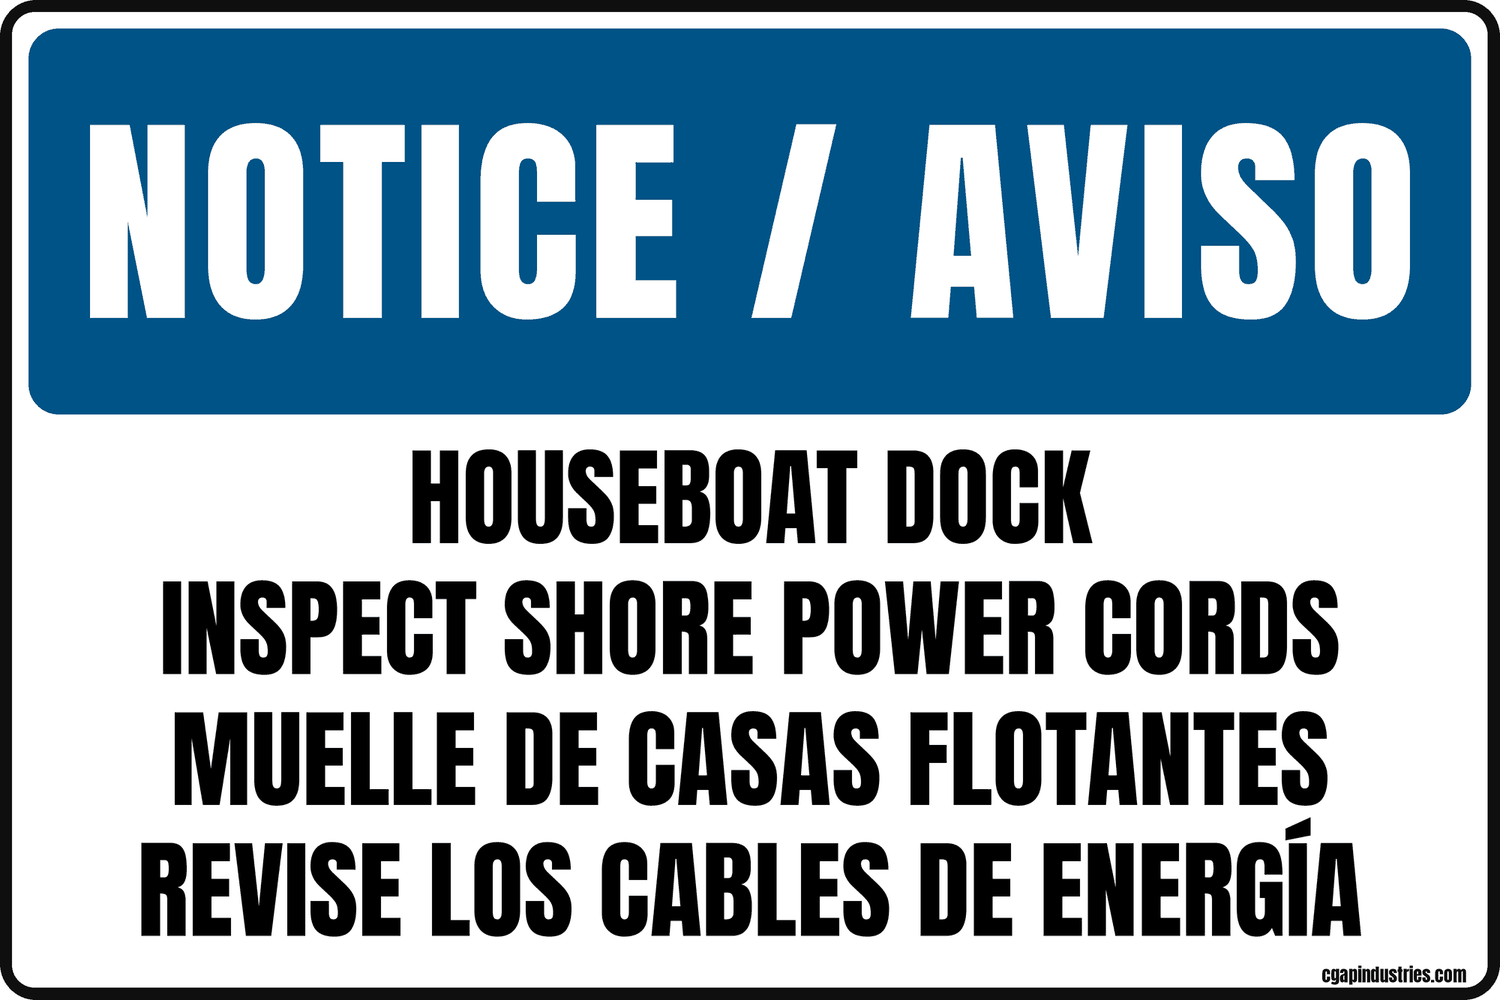 NOTICE / AVISO
HOUSEBOAT DOCK
INSPECT SHORE POWER CORDS
MUELLE DE CASAS FLOTANTES
REVISE LOS CABLES DE ENERGÍA
cgapindustries.com